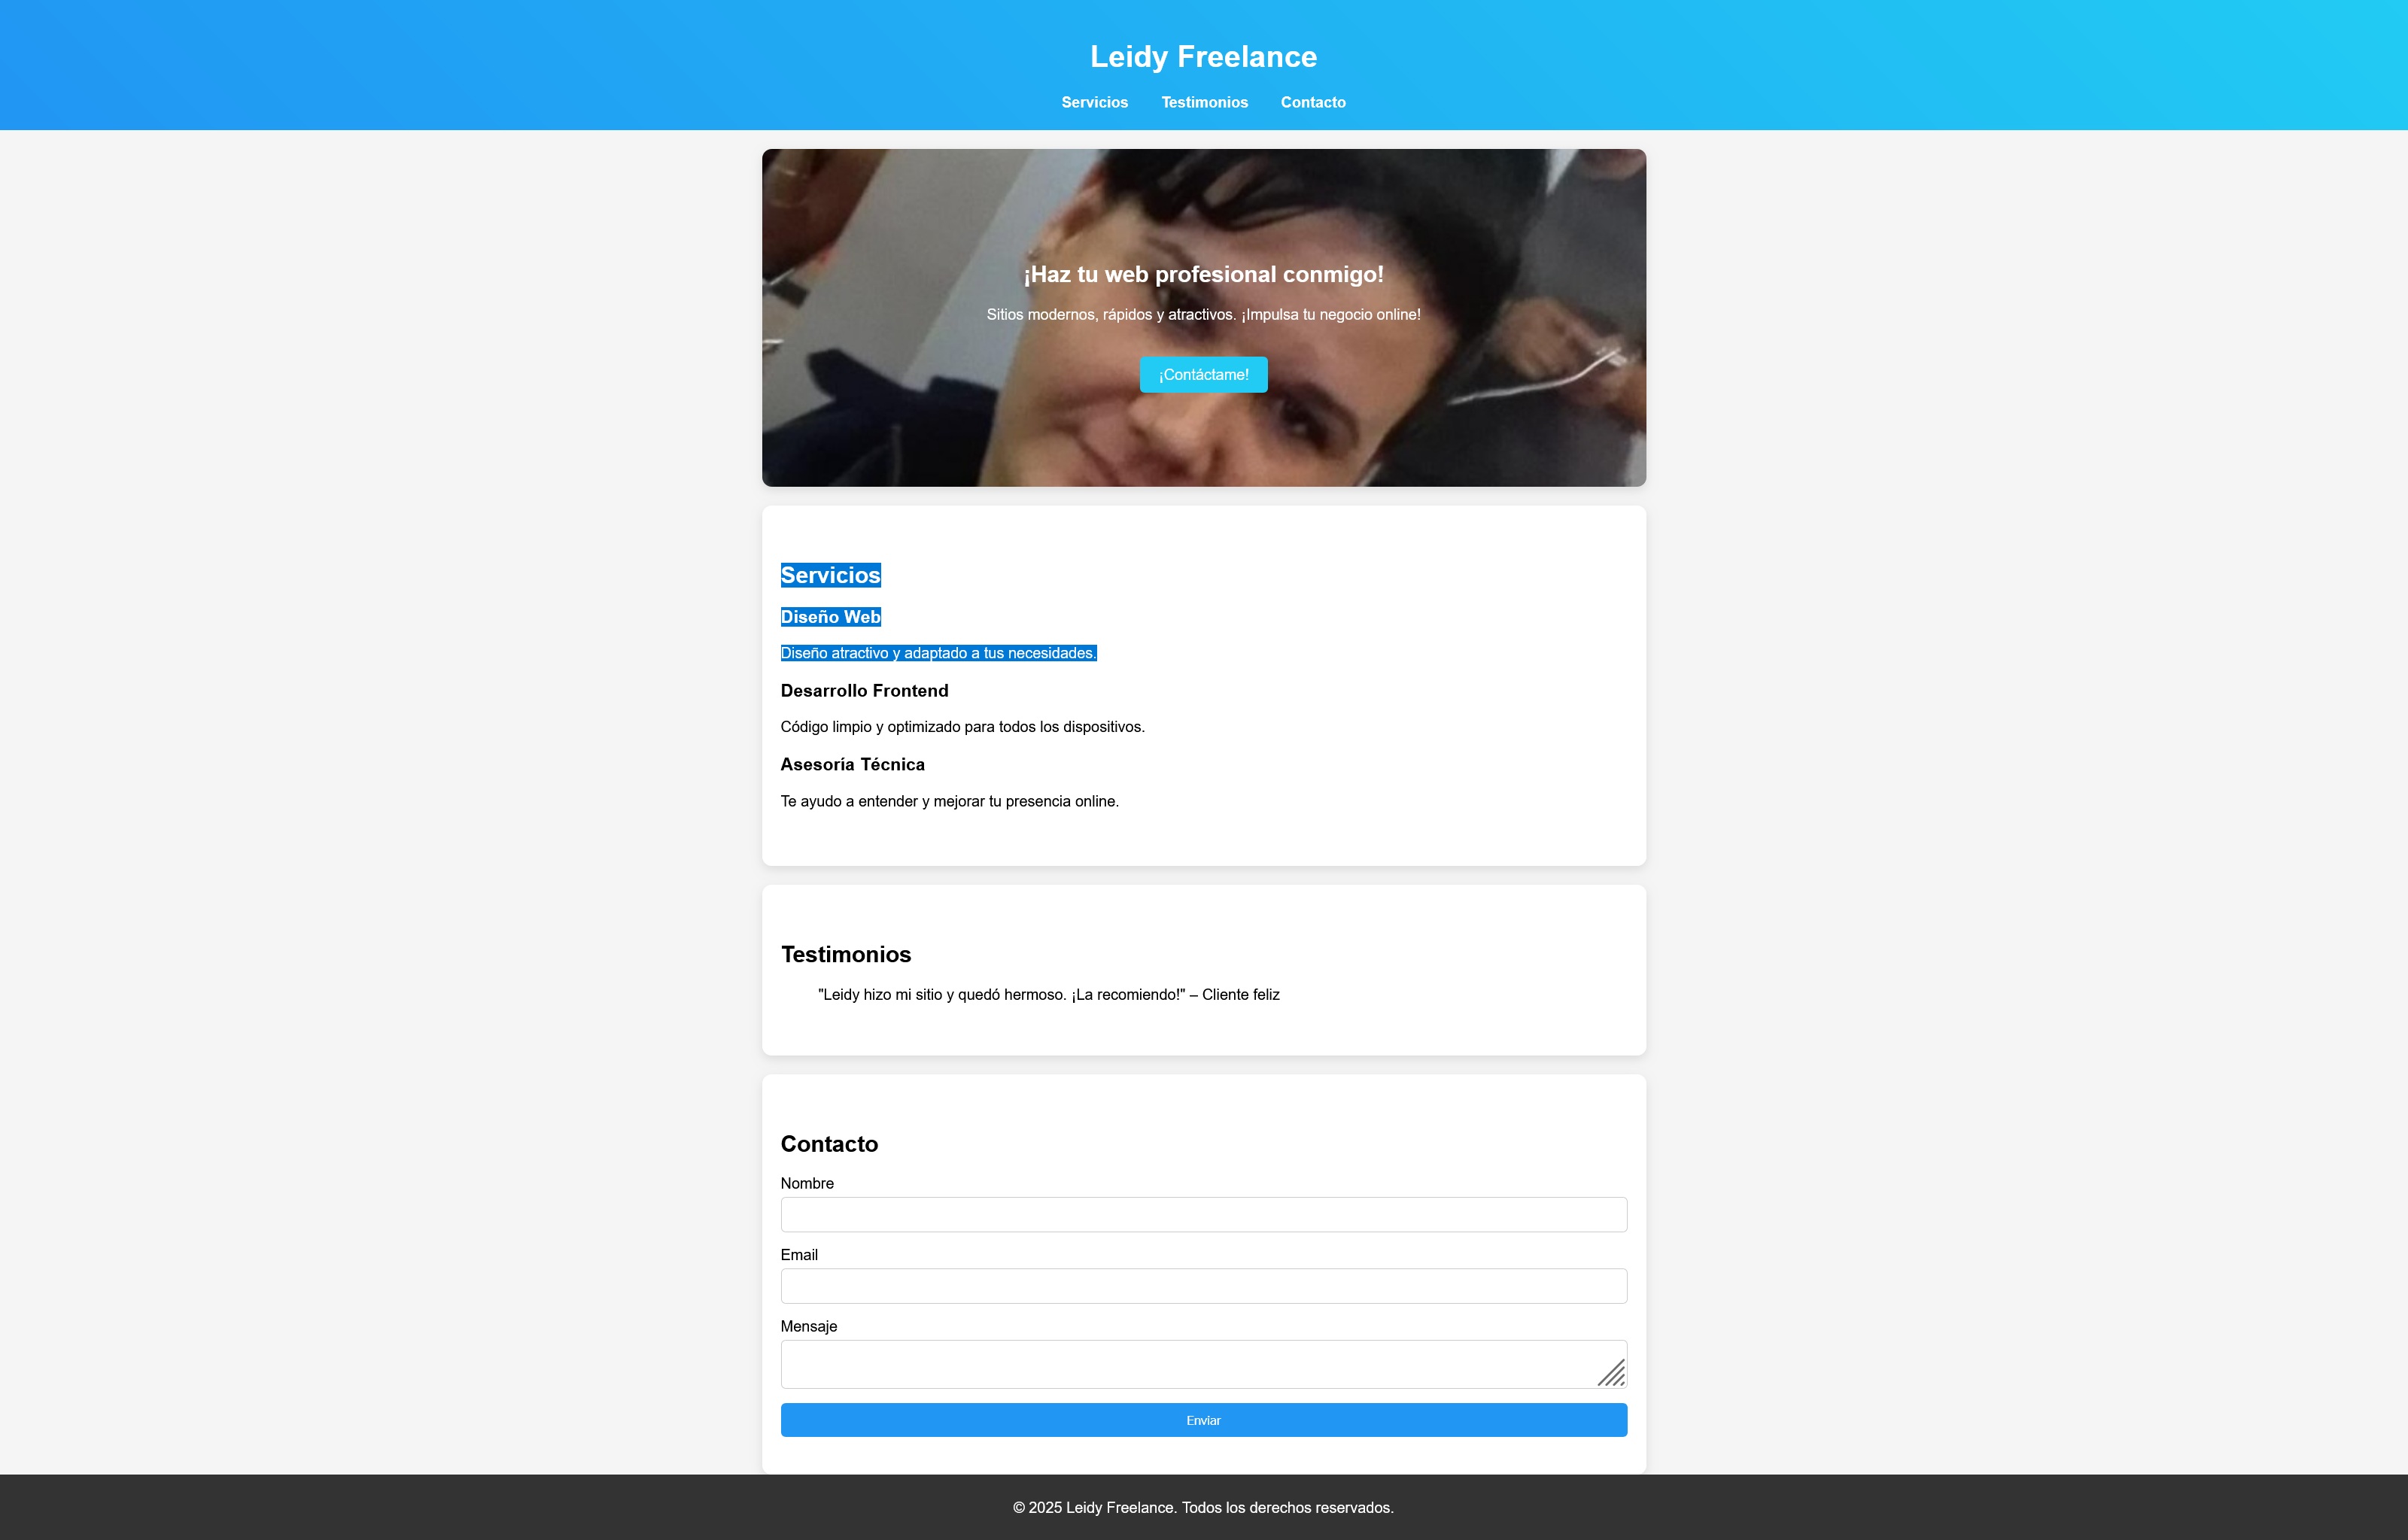 Leidy Freelance
Servicios Testimonios Contacto
¡Haz tu web profesional conmigo!
Sitios modernos, rápidos y atractivos. ¡Impulsa tu negocio online!
¡Contáctame!
Servicios
Diseño Web
Diseño atractivo y adaptado a tus necesidades.
Desarrollo Frontend
Código limpio y optimizado para todos los dispositivos.
Asesoría Técnica
Te ayudo a entender y mejorar tu presencia online.
Testimonios
"Leidy hizo mi sitio y quedó hermoso. ¡La recomiendo!" – Cliente feliz
Contacto
Nombre
Email
Mensaje
Enviar
© 2025 Leidy Freelance. Todos los derechos reservados.